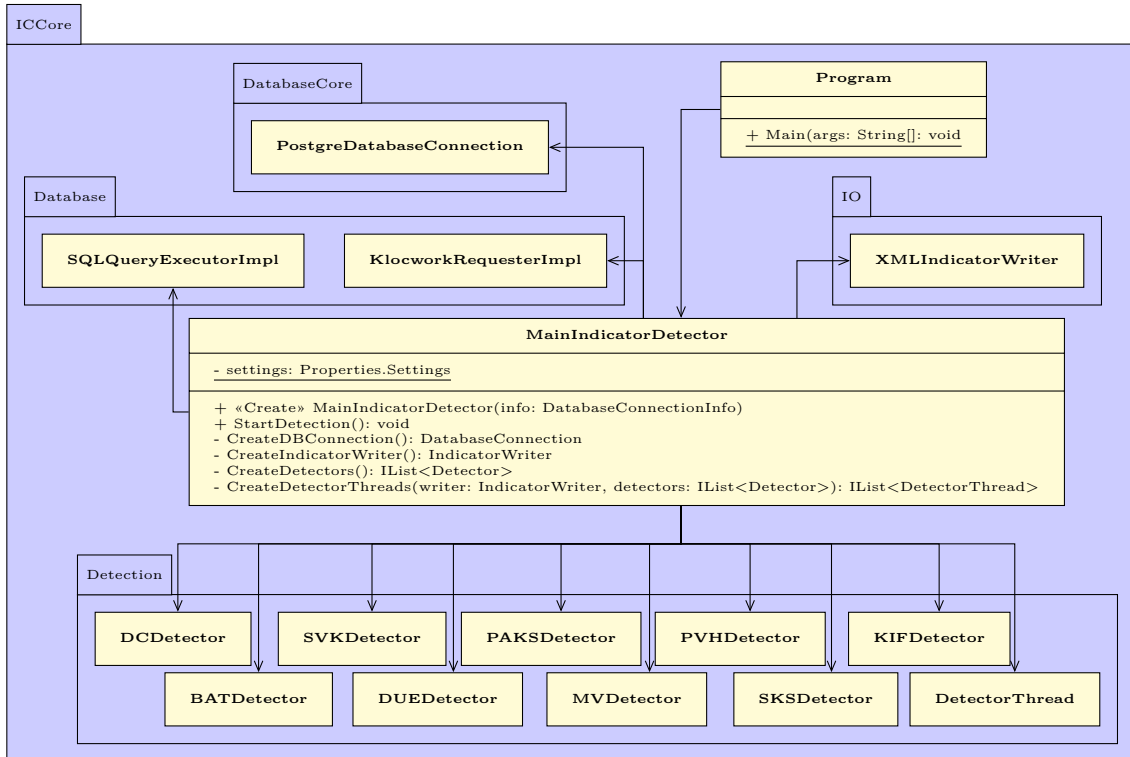 ICCore
DatabaseCore
Program
PostgreDatabaseConnection
+ Main(args: String[]: void
Database
IO
SQLQueryExecutorImpl
KlocworkRequesterImpl
XMLIndicatorWriter
MainIndicatorDetector
- settings: Properties.Settings
+ «Create» MainIndicatorDetector(info: DatabaseConnectionInfo)
+ StartDetection(): void
- CreateDBConnection(): DatabaseConnection
- CreateIndicatorWriter(): IndicatorWriter
- CreateDetectors(): IList<Detector>
- CreateDetectorThreads(writer: IndicatorWriter, detectors: IList<Detector>): IList<DetectorThread>
Detection
DCDetector
SVKDetector
PAKSDetector
PVHDetector
KIFDetector
BATDetector
DUEDetector
MVDetector
SKSDetector
DetectorThread